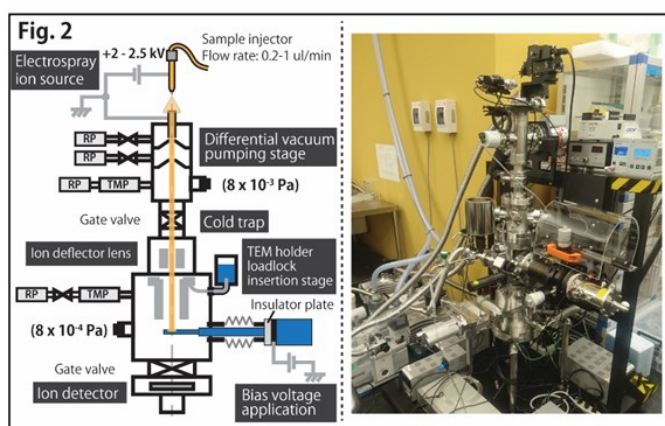 Fig. 2
Electrospray
ion source
+2 - 2.5 kV
Sample injector
Flow rate: 0.2-1 ul/min
RP
RP
Differential vacuum
pumping stage
RP
TMP
(8 x 10⁻³ Pa)
Gate valve
Cold trap
Ion deflector lens
TEM holder
loadlock
insertion stage
RP
TMP
Insulator plate
(8 x 10⁻⁴ Pa)
Gate valve
Ion detector
Bias voltage
application